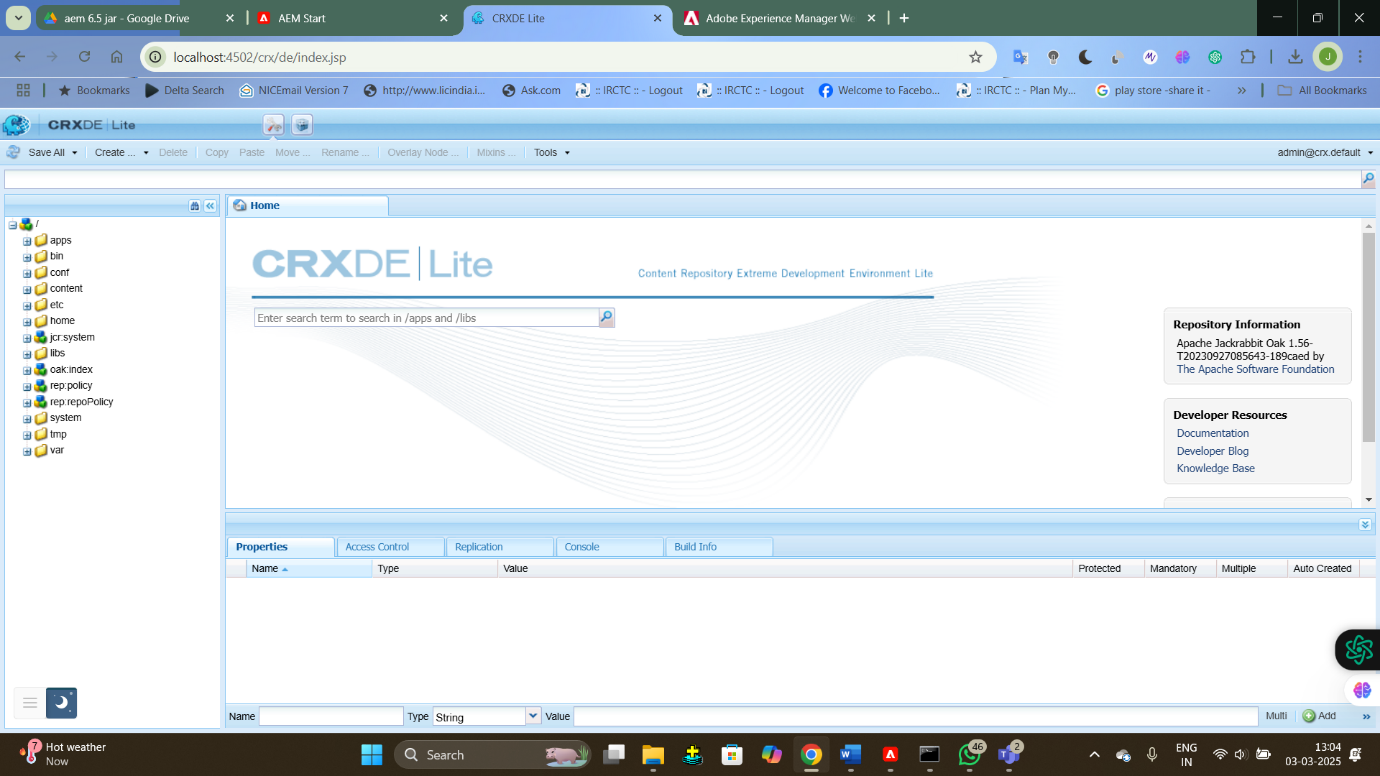 aem 6.5 jar - Google Drive
AEM Start
CRXDE Lite
Adobe Experience Manager We
localhost:4502/crx/de/index.jsp
J
Bookmarks
Delta Search
NICEmail Version 7
http://www.licindia.i...
Ask.com
:: IRCTC :: - Logout
:: IRCTC :: - Logout
Welcome to Facebo...
:: IRCTC :: - Plan My...
play store -share it -
All Bookmarks
CRXDE | Lite
Save All
Create ...
Delete
Copy
Paste
Move ...
Rename ...
Overlay Node ...
Mixins ...
Tools
admin@crx.default
/
apps
bin
conf
content
etc
home
jcr:system
libs
oak:index
rep:policy
rep:repoPolicy
system
tmp
var
Home
CRXDE | Lite
Content Repository Extreme Development Environment Lite
Enter search term to search in /apps and /libs
Repository Information
Apache Jackrabbit Oak 1.56-
T20230927085643-189caed by
The Apache Software Foundation
Developer Resources
Documentation
Developer Blog
Knowledge Base
Properties
Access Control
Replication
Console
Build Info
Name
Type
Value
Protected
Mandatory
Multiple
Auto Created
Name
Type
String
Value
Multi
Add
7
Hot weather
Now
Search
46
2
ENG
IN
13:04
03-03-2025